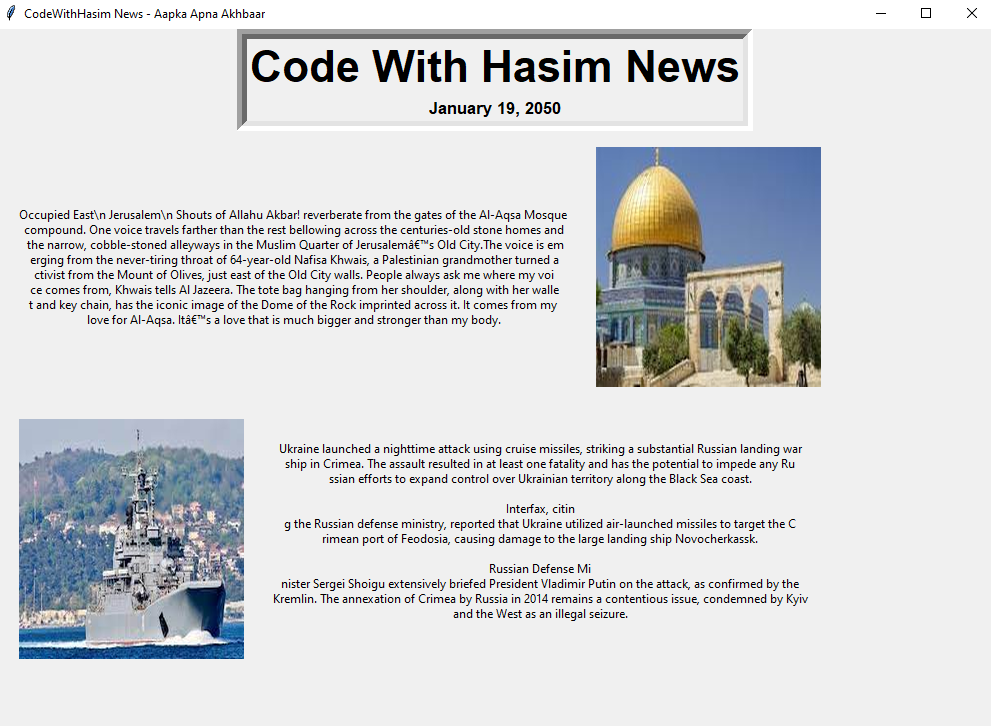 CodeWithHasim News - Aapka Apna Akhbaar
Code With Hasim News
January 19, 2050
Occupied East\n Jerusalem\n Shouts of Allahu Akbar! reverberate from the gates of the Al-Aqsa Mosque
compound. One voice travels farther than the rest bellowing across the centuries-old stone homes and
the narrow, cobble-stoned alleyways in the Muslim Quarter of Jerusalemâ€™s Old City.The voice is em
erging from the never-tiring throat of 64-year-old Nafisa Khwais, a Palestinian grandmother turned a
ctivist from the Mount of Olives, just east of the Old City walls. People always ask me where my voi
ce comes from, Khwais tells Al Jazeera. The tote bag hanging from her shoulder, along with her walle
t and key chain, has the iconic image of the Dome of the Rock imprinted across it. It comes from my
love for Al-Aqsa. Itâ€™s a love that is much bigger and stronger than my body.
Ukraine launched a nighttime attack using cruise missiles, striking a substantial Russian landing war
ship in Crimea. The assault resulted in at least one fatality and has the potential to impede any Ru
ssian efforts to expand control over Ukrainian territory along the Black Sea coast.
Interfax, citin
g the Russian defense ministry, reported that Ukraine utilized air-launched missiles to target the C
rimean port of Feodosia, causing damage to the large landing ship Novocherkassk.
Russian Defense Mi
nister Sergei Shoigu extensively briefed President Vladimir Putin on the attack, as confirmed by the
Kremlin. The annexation of Crimea by Russia in 2014 remains a contentious issue, condemned by Kyiv
and the West as an illegal seizure.